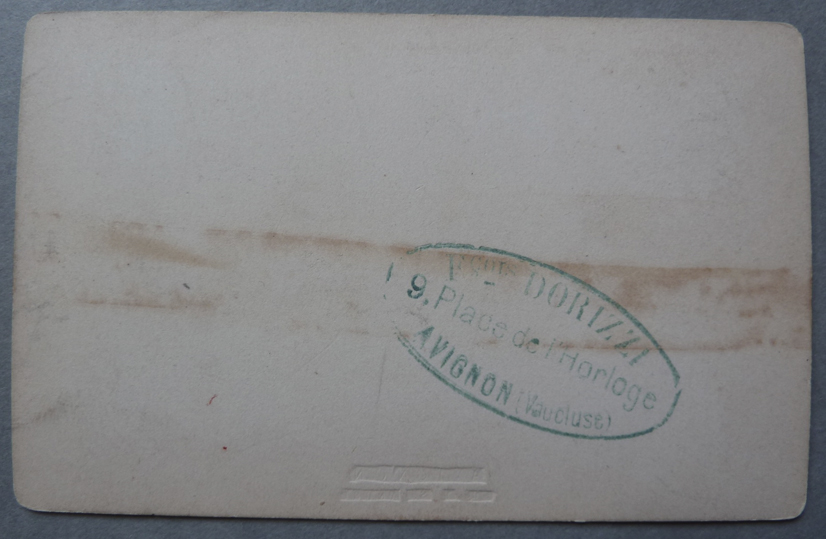 DORIZZI
9, Place de l'Horloge
AVIGNON (Vaucluse)